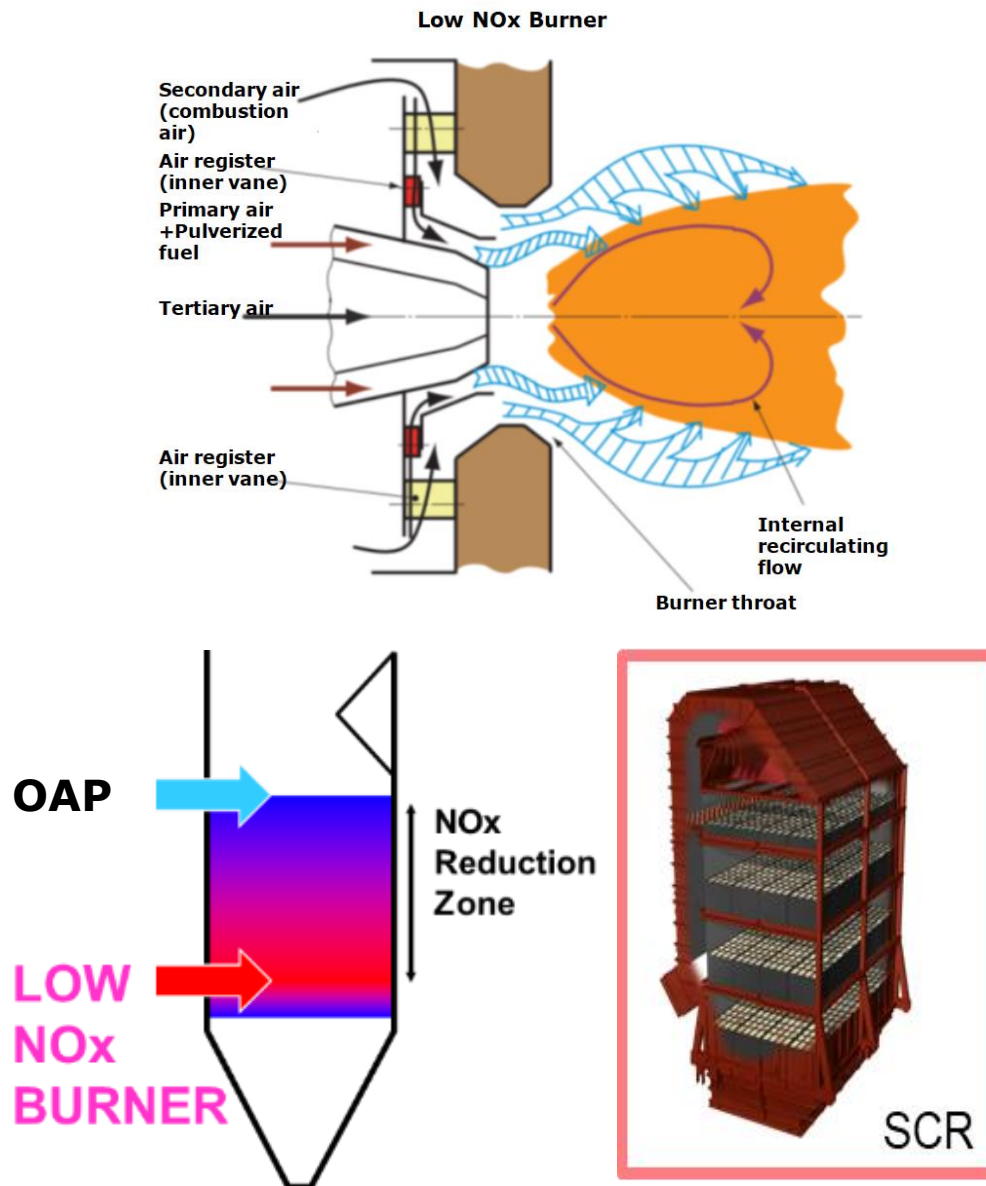 Low NOx Burner
Secondary air
(combustion
air)
Air register
(inner vane)
Primary air
+Pulverized
fuel
Tertiary air
Air register
(inner vane)
Internal
recirculating
flow
Burner throat
OAP
NOx
Reduction
Zone
LOW
NOx
BURNER
SCR